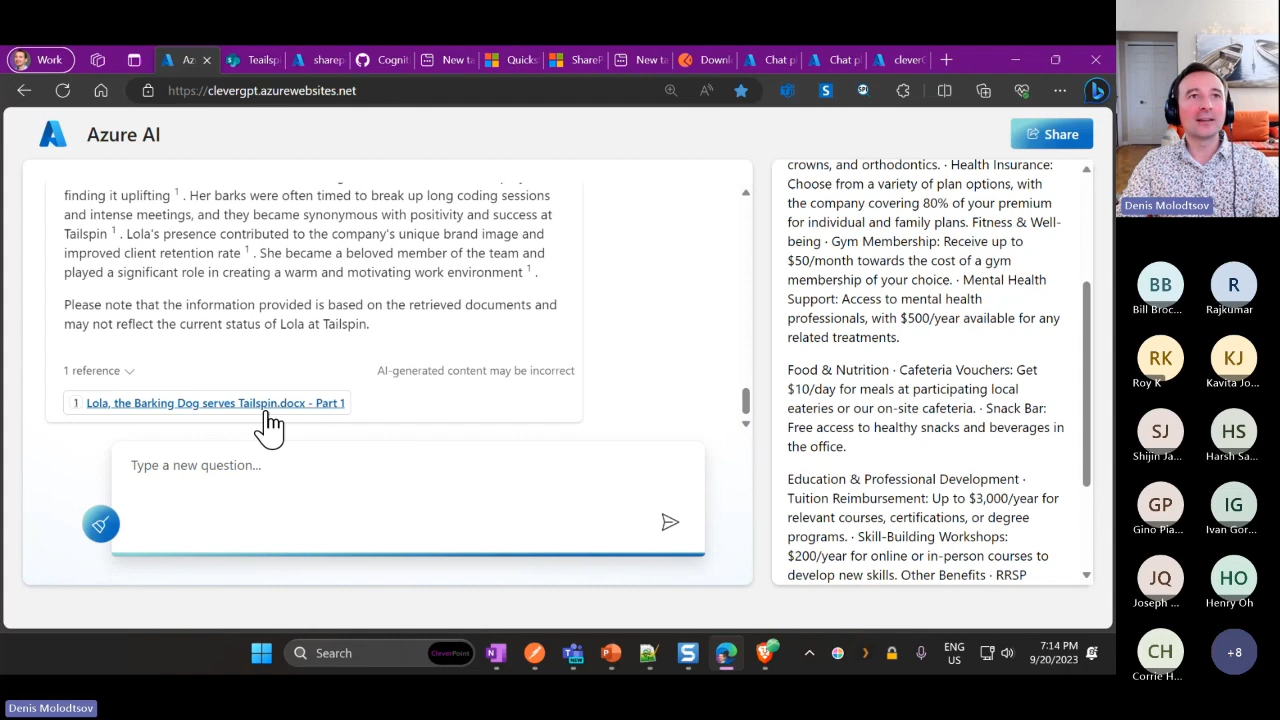 Work
Az
Teailsp
sharep
Cogniti
New ta
Quicks
ShareP
New ta
Downl
Chat p
Chat pl
cleverC
https://clevergpt.azurewebsites.net
Azure AI
Share
finding it uplifting 1 . Her barks were often timed to break up long coding sessions
and intense meetings, and they became synonymous with positivity and success at
Tailspin 1 . Lola's presence contributed to the company's unique brand image and
improved client retention rate 1 . She became a beloved member of the team and
played a significant role in creating a warm and motivating work environment 1 .
Please note that the information provided is based on the retrieved documents and
may not reflect the current status of Lola at Tailspin.
1 reference
AI-generated content may be incorrect
1 Lola, the Barking Dog serves Tailspin.docx - Part 1
Type a new question...
crowns, and orthodontics. · Health Insurance:
Choose from a variety of plan options, with
the company covering 80% of your premium
for individual and family plans. Fitness & Well-
being · Gym Membership: Receive up to
$50/month towards the cost of a gym
membership of your choice. · Mental Health
Support: Access to mental health
professionals, with $500/year available for any
related treatments.
Food & Nutrition · Cafeteria Vouchers: Get
$10/day for meals at participating local
eateries or our on-site cafeteria. · Snack Bar:
Free access to healthy snacks and beverages in
the office.
Education & Professional Development ·
Tuition Reimbursement: Up to $3,000/year for
relevant courses, certifications, or degree
programs. · Skill-Building Workshops:
$200/year for online or in-person courses to
develop new skills. Other Benefits · RRSP
Search
CleverPoint
ENG
US
7:14 PM
9/20/2023
Denis Molodtsov
BB
Bill Broc...
R
Rajkumar
RK
Roy K
KJ
Kavita Jo...
SJ
Shijin Ja...
HS
Harsh Sa...
GP
Gino Pia...
IG
Ivan Gor...
JQ
Joseph ...
HO
Henry Oh
CH
Corrie H...
+8
Denis Molodtsov